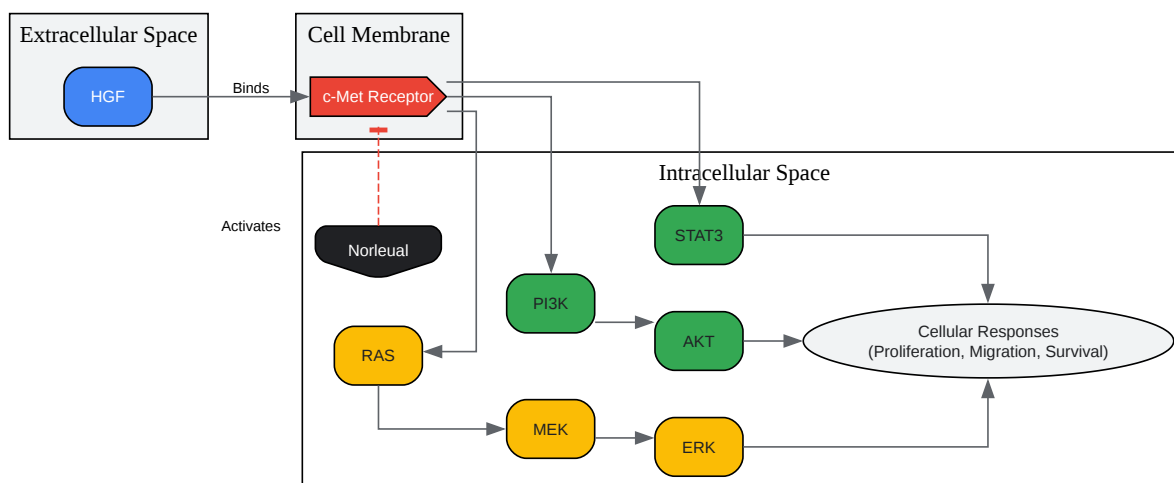 Extracellular Space
Cell Membrane
HGF
Binds
c-Met Receptor
Intracellular Space
Activates
Norleual
STAT3
PI3K
AKT
RAS
Cellular Responses
(Proliferation, Migration, Survival)
MEK
ERK